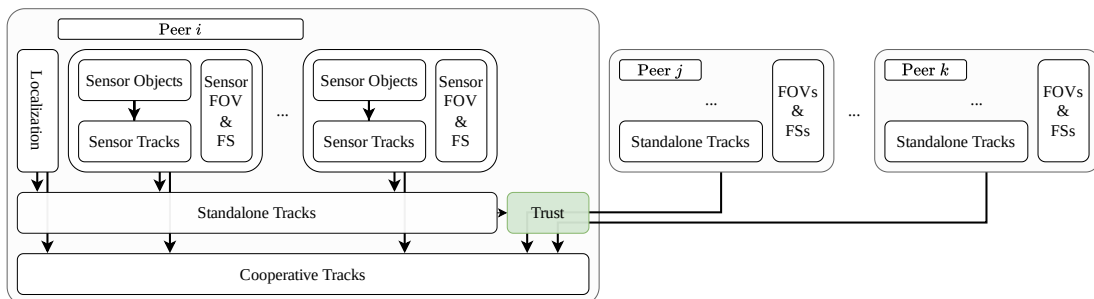 Peer i
Localization
Sensor Objects
Sensor Tracks
Sensor
FOV
&
FS
...
Sensor Objects
Sensor Tracks
Sensor
FOV
&
FS
Standalone Tracks
Trust
Cooperative Tracks
Peer j
...
Standalone Tracks
FOVs
&
FSs
...
Peer k
...
Standalone Tracks
FOVs
&
FSs